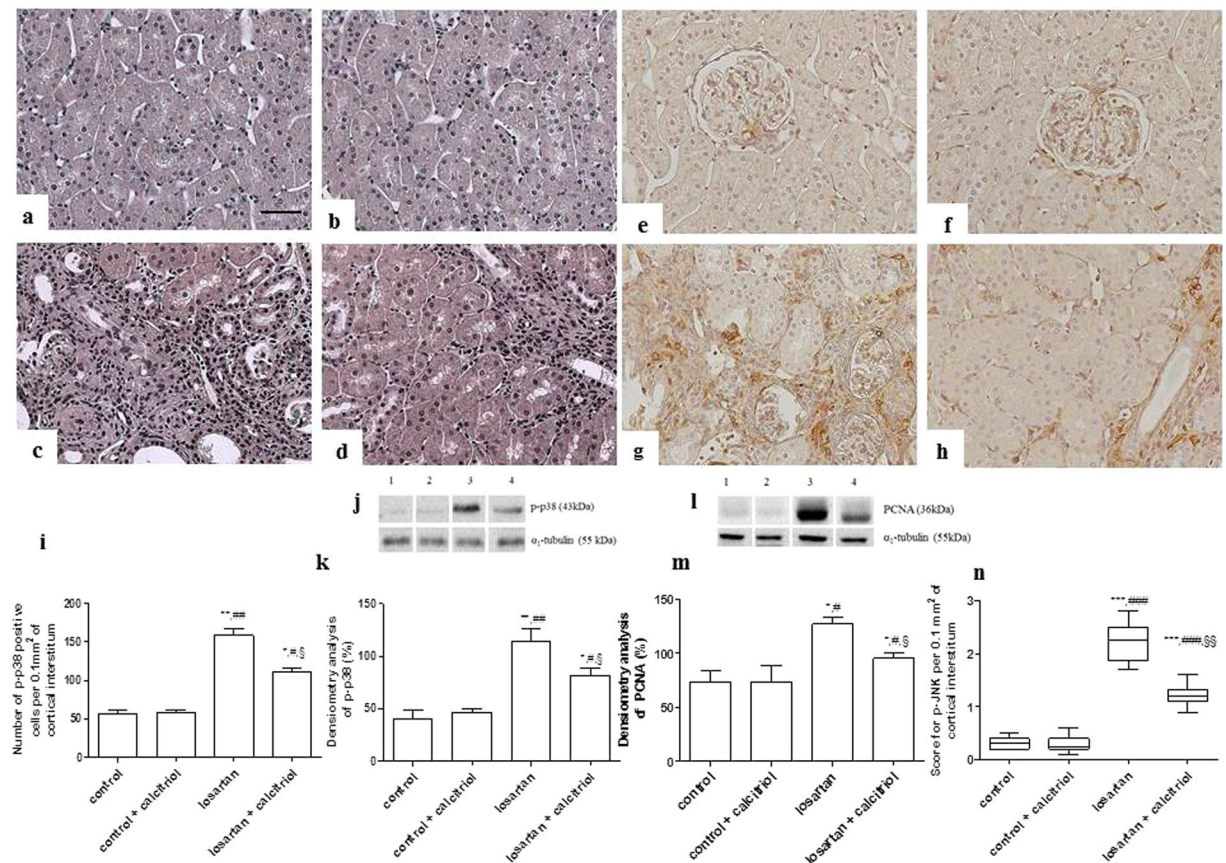 a
b
e
f
c
d
g
h
j
1 2 3 4
p-p38 (43kDa)
α1-tubulin (55 kDa)
l
1 2 3 4
PCNA (36kDa)
α1-tubulin (55kDa)
i
Number of p-p38 positive
cells per 0.1mm² of
cortical interstitum
200
150
100
50
0
**,##
*,#,§
control
control + calcitriol
losartan
losartan + calcitriol
k
Densiometry analysis
of p-p38 (%)
150
100
50
0
**,##
*,#,§
control
control + calcitriol
losartan
losartan + calcitriol
m
Densiometry analysis
of PCNA (%)
150
100
50
0
*,#
*,#,§
control
control + calcitriol
losartan
losartan + calcitriol
n
Score for p-JNK per 0.1 mm² of
cortical interstitum
3
2
1
0
***,###
***,###,§§
control
control + calcitriol
losartan
losartan + calcitriol